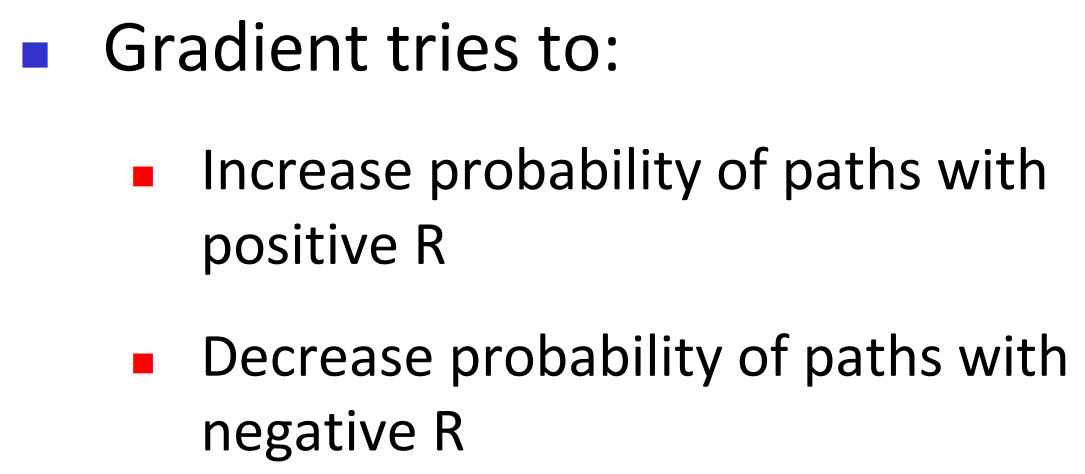 Gradient tries to:
Increase probability of paths with
positive R
Decrease probability of paths with
negative R